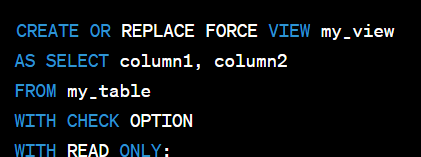 CREATE OR REPLACE FORCE VIEW my_view
AS SELECT column1, column2
FROM my_table
WITH CHECK OPTION
WITH READ ONLY;